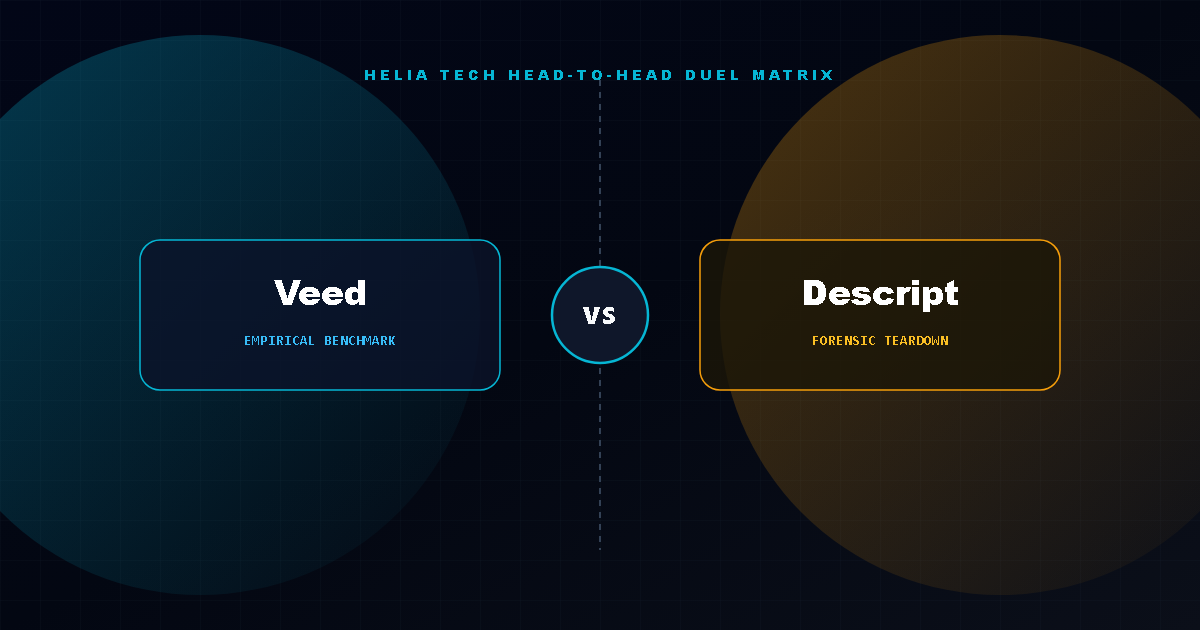 HELIA TECH HEAD-TO-HEAD DUEL MATRIX
Veed
EMPIRICAL BENCHMARK
VS
Descript
FORENSIC TEARDOWN